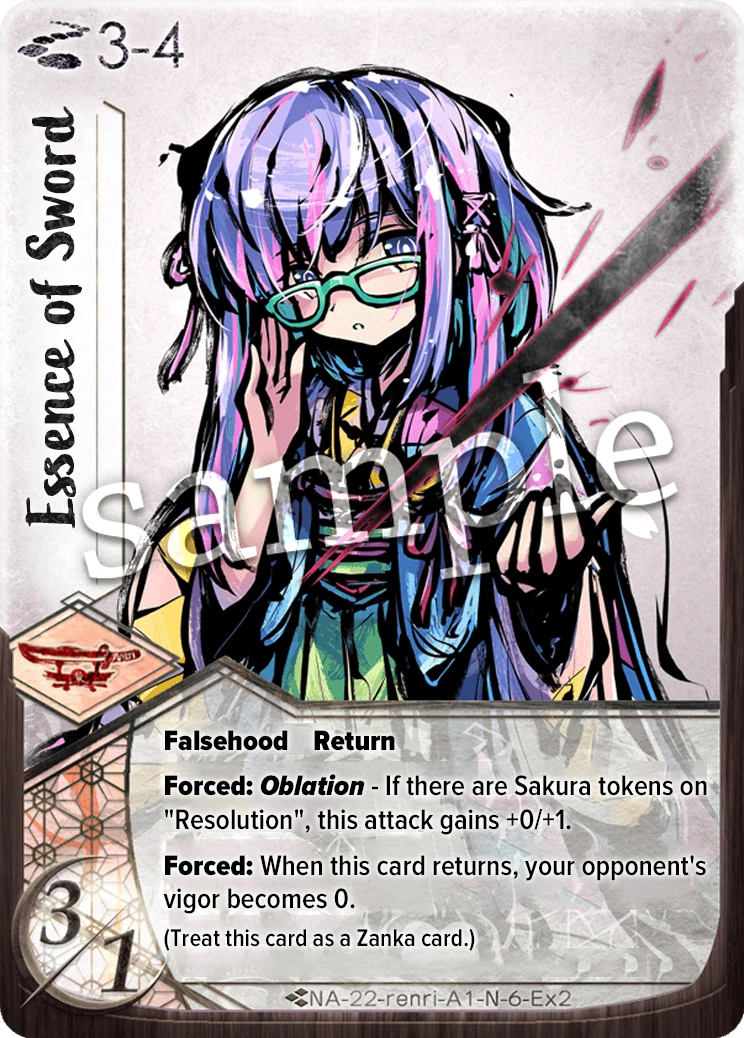 3-4
Essence of Sword
sample
Falsehood Return
Forced: Oblation - If there are Sakura tokens on
"Resolution", this attack gains +0/+1.
Forced: When this card returns, your opponent's
vigor becomes 0.
(Treat this card as a Zanka card.)
3/1
NA-22-renri-A1-N-6-Ex2